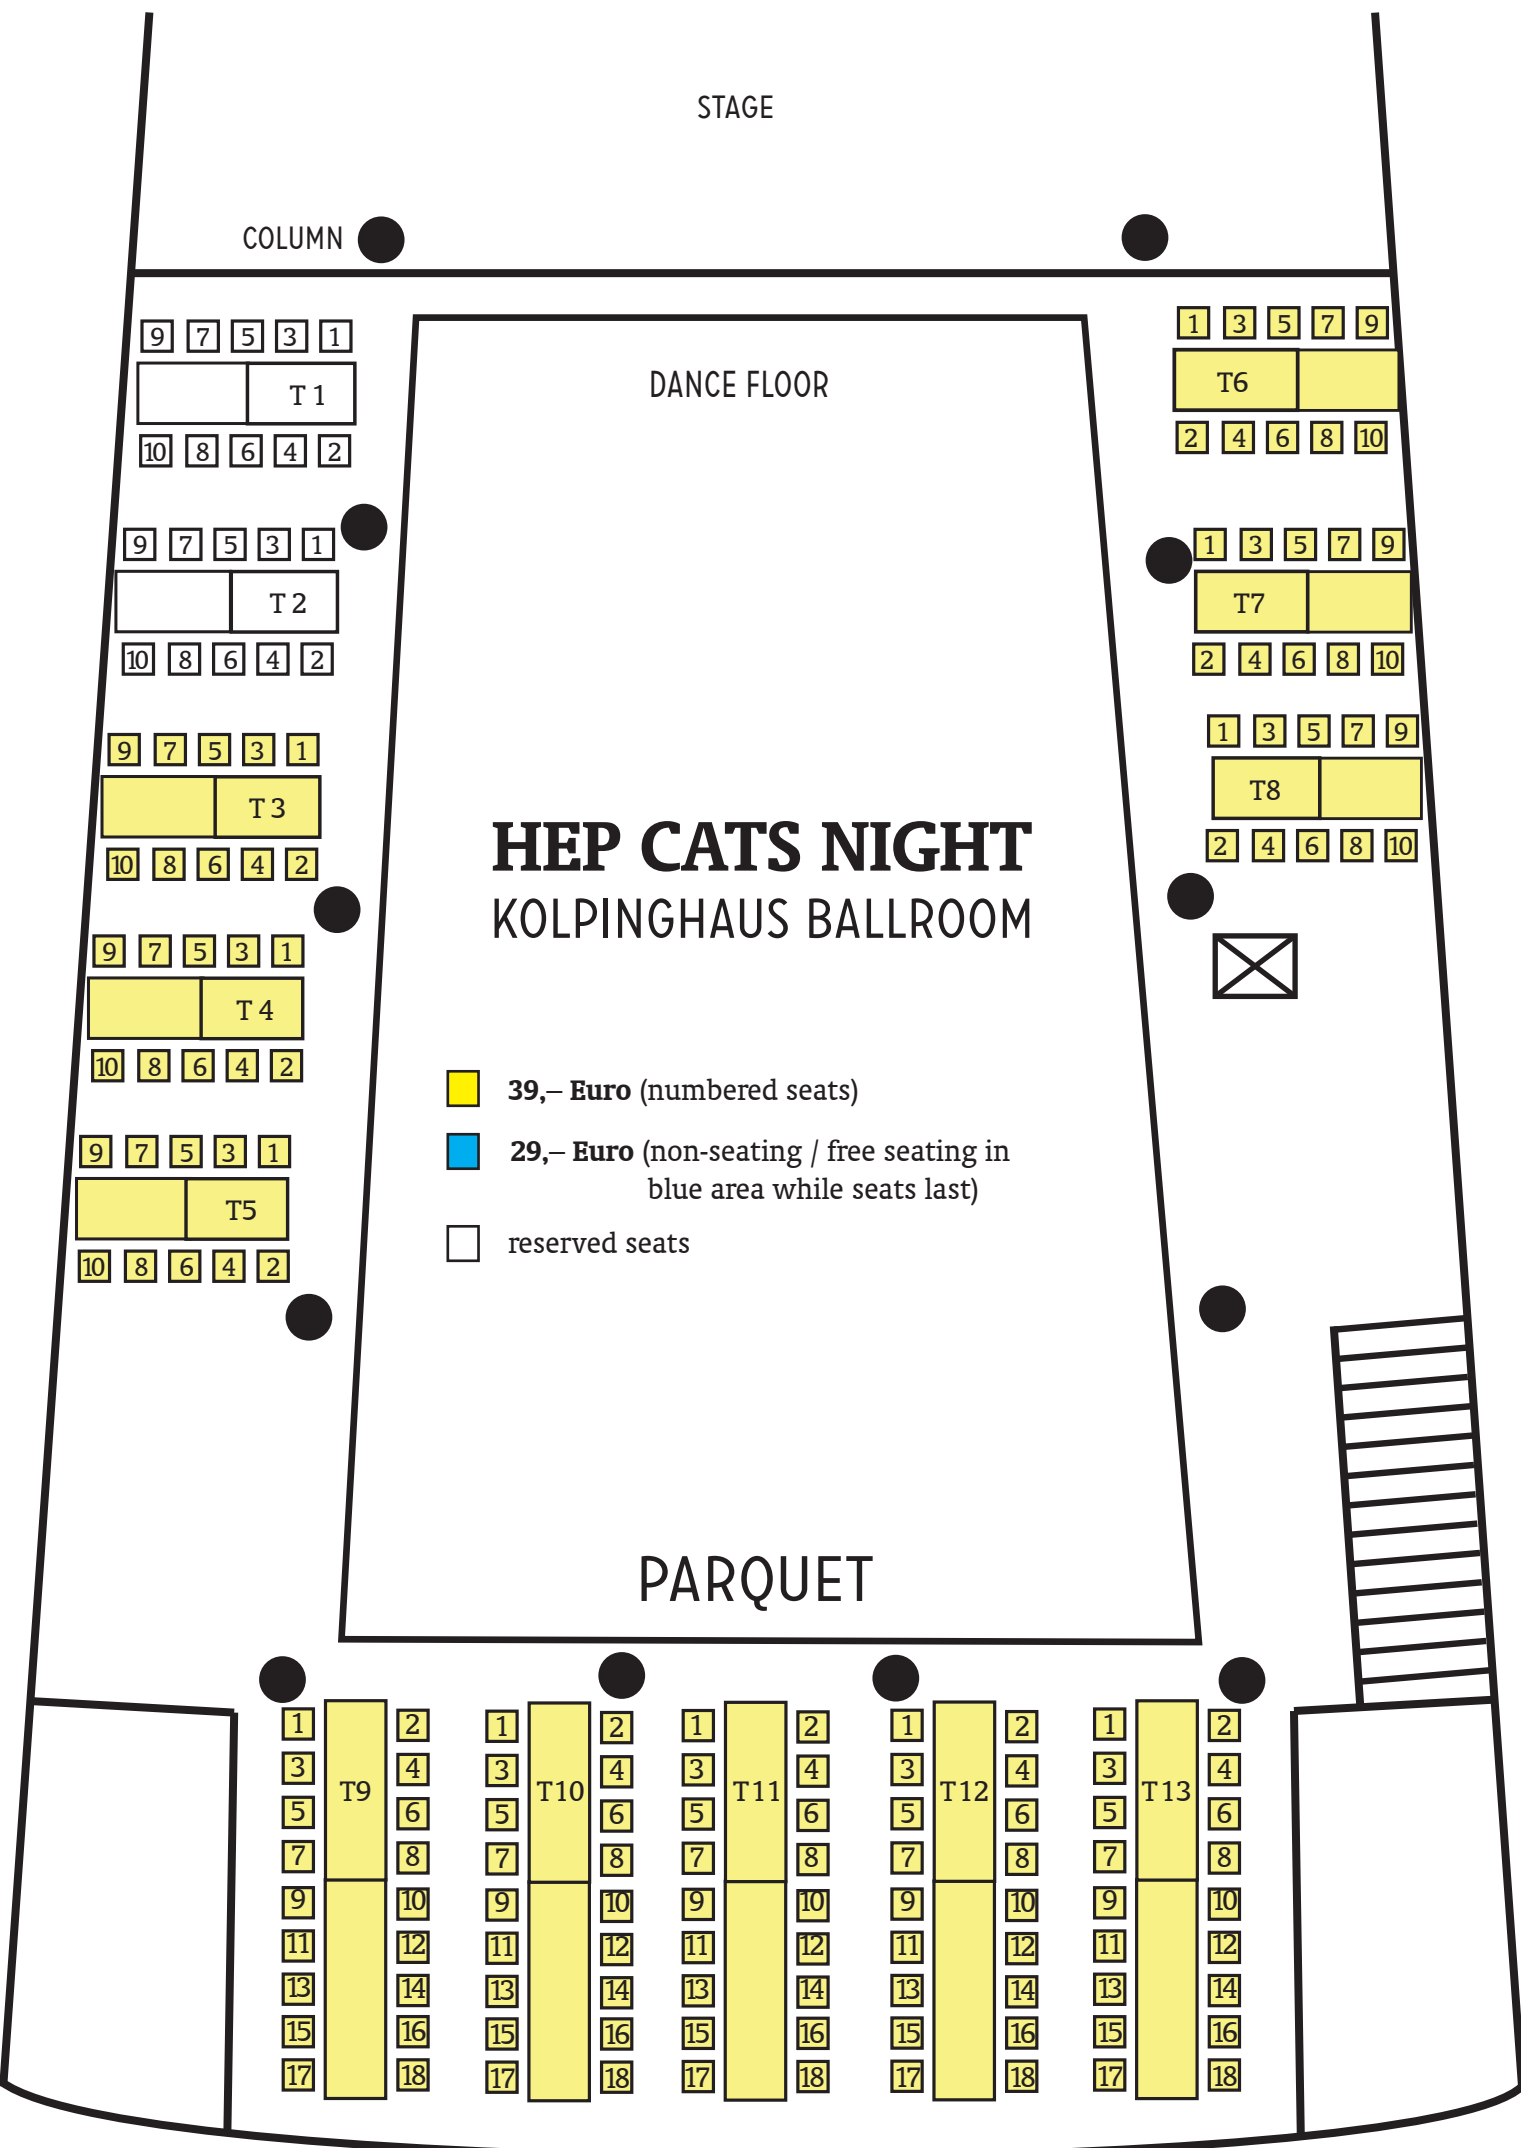 STAGE
COLUMN
9 7 5 3 1
T 1
10 8 6 4 2
9 7 5 3 1
T 2
10 8 6 4 2
9 7 5 3 1
T 3
10 8 6 4 2
9 7 5 3 1
T 4
10 8 6 4 2
9 7 5 3 1
T5
10 8 6 4 2
DANCE FLOOR
HEP CATS NIGHT
KOLPINGHAUS BALLROOM
39,– Euro (numbered seats)
29,– Euro (non-seating / free seating in
blue area while seats last)
reserved seats
PARQUET
1 3 5 7 9
T6
2 4 6 8 10
1 3 5 7 9
T7
2 4 6 8 10
1 3 5 7 9
T8
2 4 6 8 10
1 2 1 2 1 2 1 2 1 2
3 4 3 4 3 4 3 4 3 4
T9 T10 T11 T12 T13
5 6 5 6 5 6 5 6 5 6
7 8 7 8 7 8 7 8 7 8
9 10 9 10 9 10 9 10 9 10
11 12 11 12 11 12 11 12 11 12
13 14 13 14 13 14 13 14 13 14
15 16 15 16 15 16 15 16 15 16
17 18 17 18 17 18 17 18 17 18